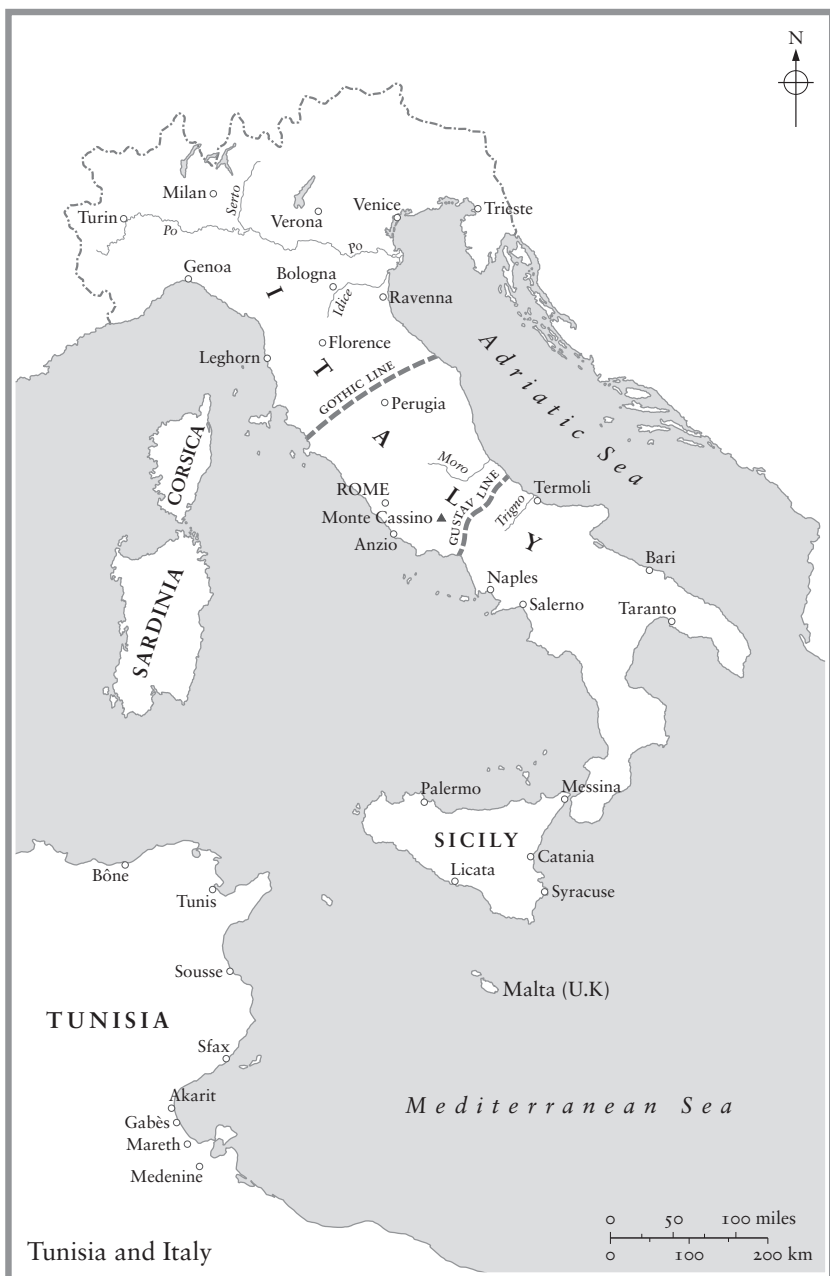 N
Milan
Serto
Turin
Po
Verona
Venice
Trieste
Po
Genoa
Bologna
Idice
Ravenna
Florence
Leghorn
GOTHIC LINE
Perugia
ITALY
Adriatic Sea
CORSICA
Moro
ROME
Monte Cassino
GUSTAV LINE
Termoli
Trigno
Anzio
Naples
Salerno
Bari
Taranto
SARDINIA
Palermo
Messina
SICILY
Catania
Licata
Syracuse
Bône
Tunis
Sousse
Malta (U.K)
TUNISIA
Sfax
Akarit
Gabès
Mareth
Medenine
Mediterranean Sea
0 50 100 miles
0 100 200 km
Tunisia and Italy